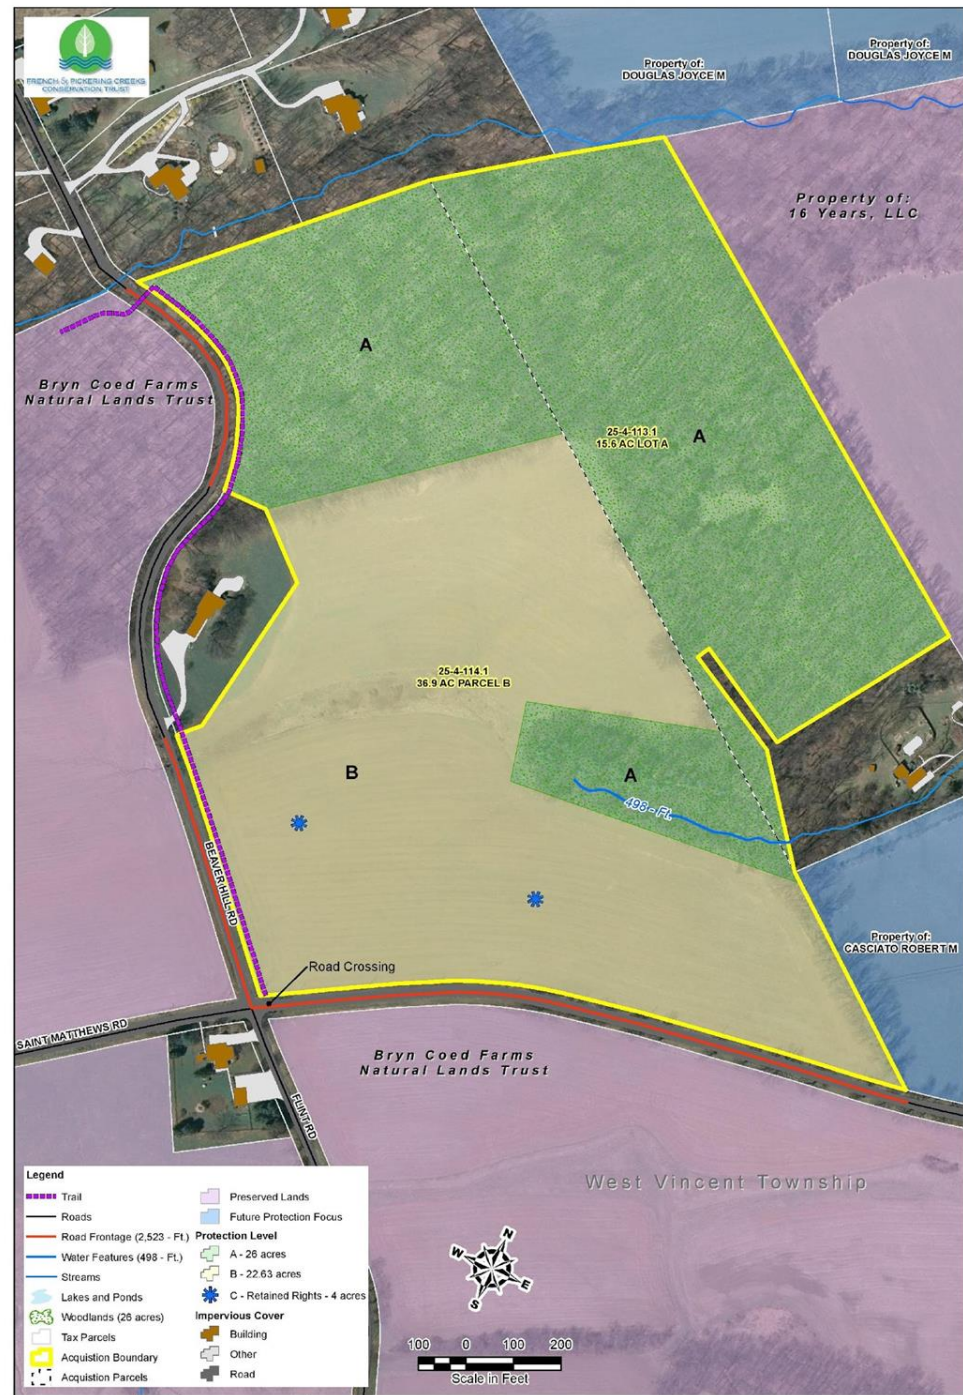 FRENCH & PICKERING CREEKS
CONSERVATION TRUST
Property of:
DOUGLAS JOYCE M
Property of:
DOUGLAS JOYCE M
Property of:
16 Years, LLC
A
Bryn Coed Farms
Natural Lands Trust
25-4-113.1
15.6 AC LOT A
A
25-4-114.1
36.9 AC PARCEL B
B
A
498 - Ft.
BEAVER HILL RD
Property of:
CASCIATO ROBERT M
Road Crossing
SAINT MATTHEWS RD
Bryn Coed Farms
Natural Lands Trust
FLINT RD
West Vincent Township
Legend
Trail
Roads
Road Frontage (2,523 - Ft.)
Water Features (498 - Ft.)
Streams
Lakes and Ponds
Woodlands (26 acres)
Tax Parcels
Acquistion Boundary
Acquistion Parcels
Preserved Lands
Future Protection Focus
Protection Level
A - 26 acres
B - 22.63 acres
C - Retained Rights - 4 acres
Impervious Cover
Building
Other
Road
N
W
E
S
100 0 100 200
Scale in Feet